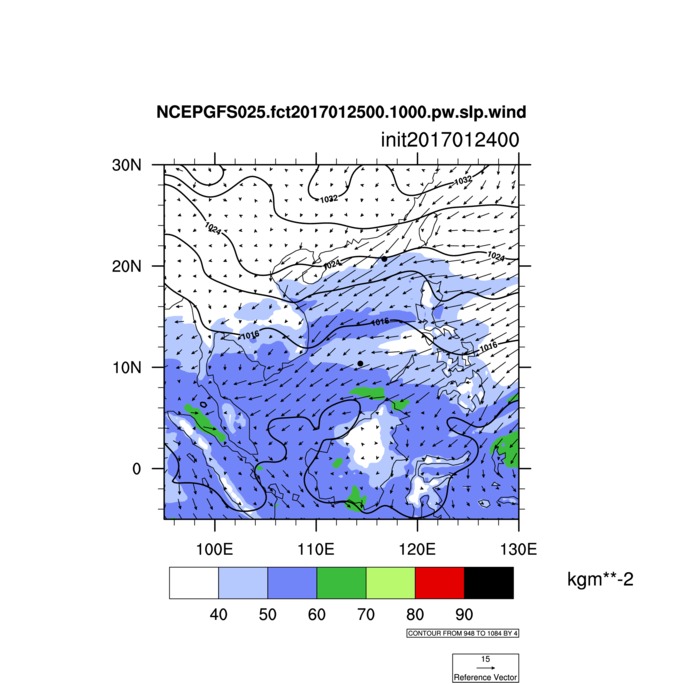 NCEPGFS025.fct2017012500.1000.pw.slp.wind
init2017012400
30N
20N
10N
0
100E
110E
120E
130E
1032
1032
1024
1024
1024
1016
1016
1016
0
40
50
60
70
80
90
kgm**-2
CONTOUR FROM 948 TO 1084 BY 4
15
Reference Vector